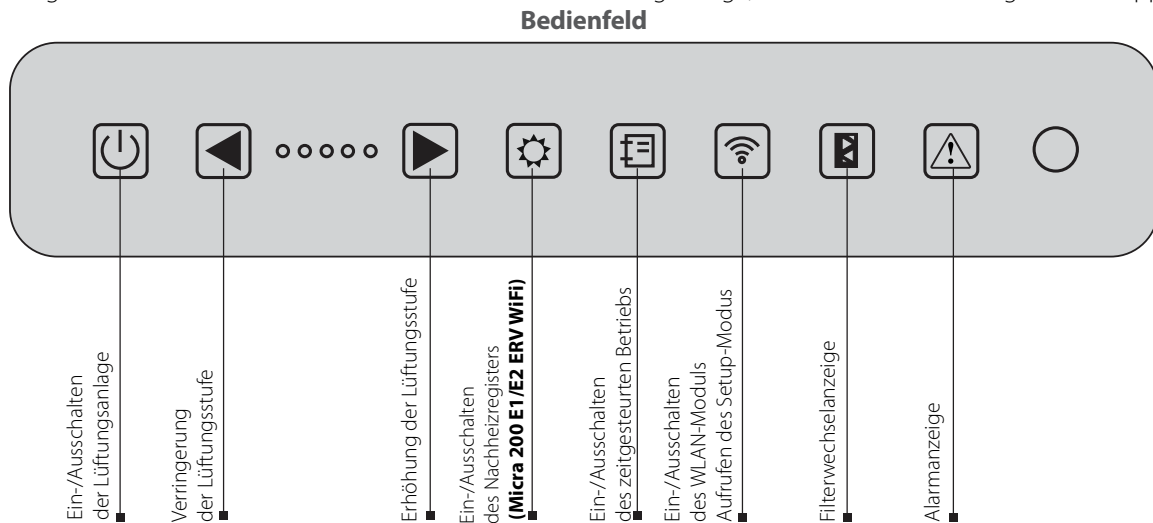 Bedienfeld
Ein-/Ausschalten
der Lüftungsanlage
Verringerung
der Lüftungsstufe
Erhöhung der Lüftungsstufe
Ein-/Ausschalten
des Nachheizregisters
(Micra 200 E1/E2 ERV WiFi)
Ein-/Ausschalten
des zeitgesteurten Betriebs
Ein-/Ausschalten
des WLAN-Moduls
Aufrufen des Setup-Modus
Filterwechselanzeige
Alarmanzeige